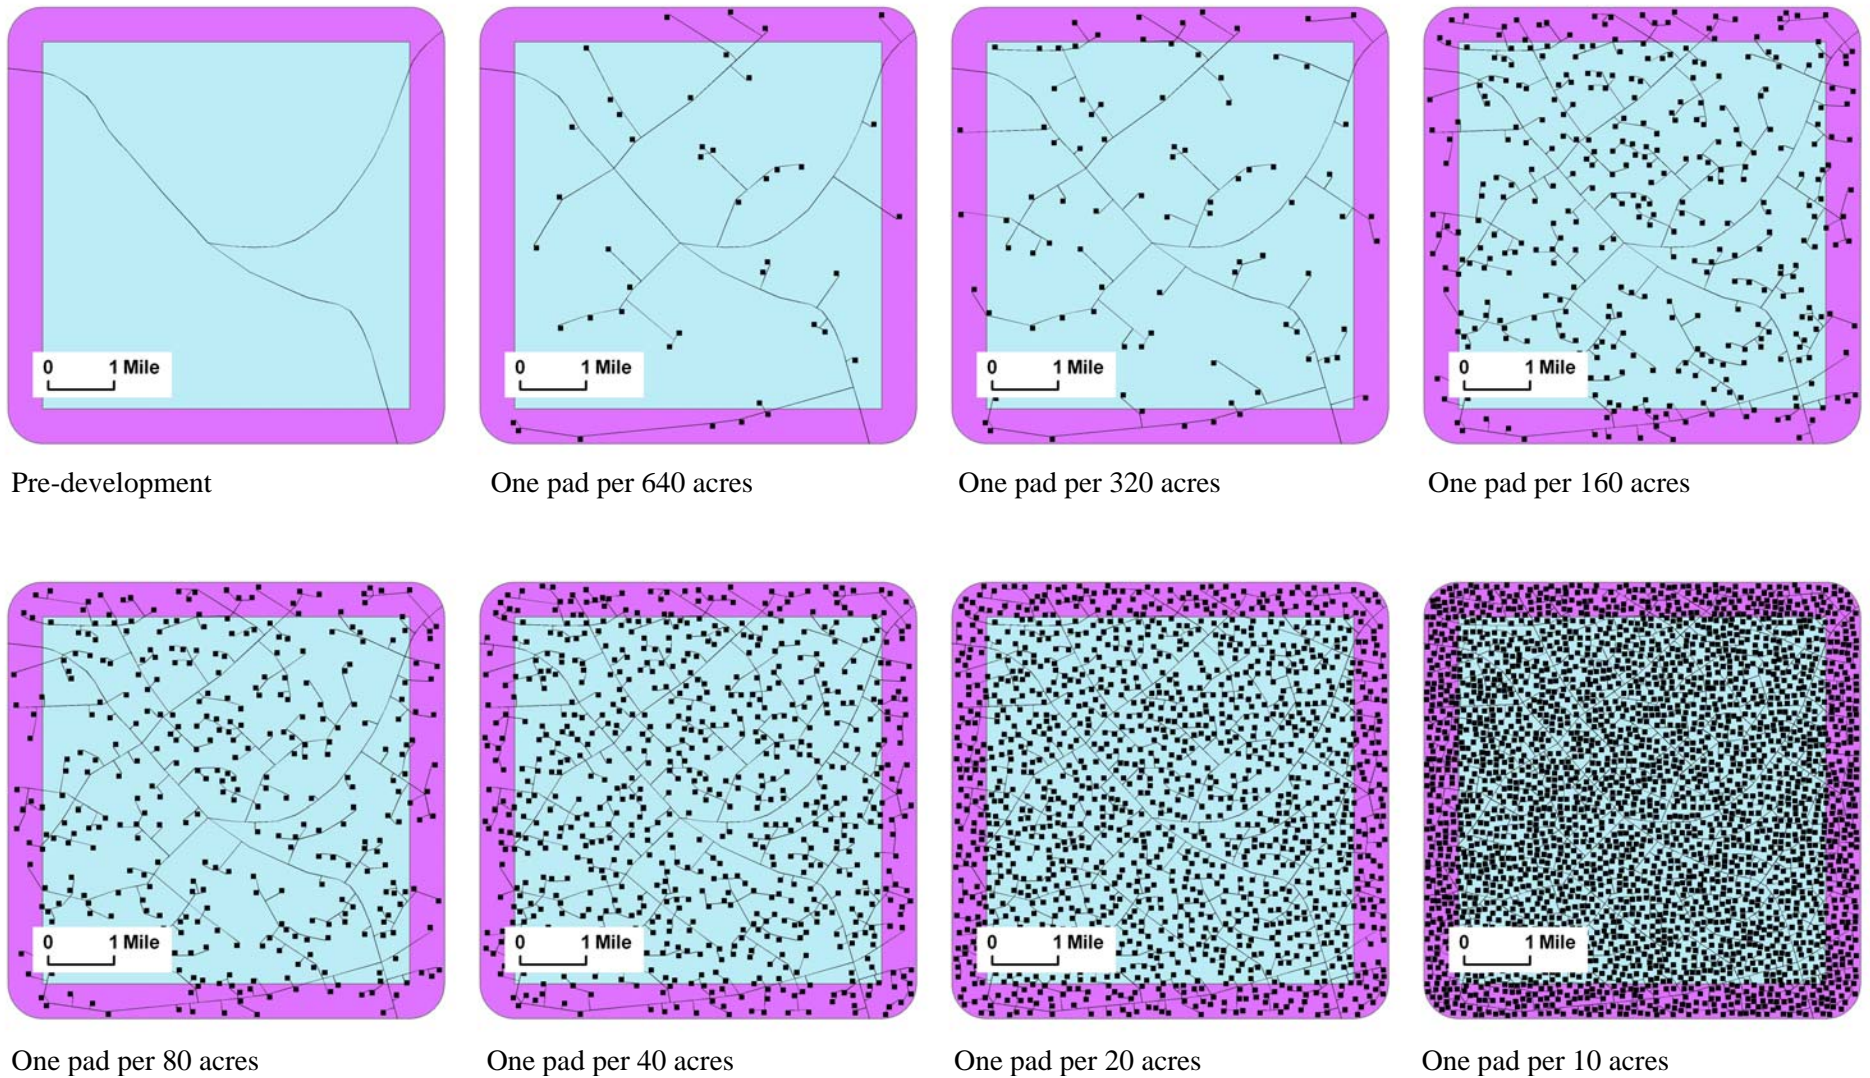 0 1 Mile
0 1 Mile
0 1 Mile
0 1 Mile
Pre-development
One pad per 640 acres
One pad per 320 acres
One pad per 160 acres
0 1 Mile
0 1 Mile
0 1 Mile
0 1 Mile
One pad per 80 acres
One pad per 40 acres
One pad per 20 acres
One pad per 10 acres